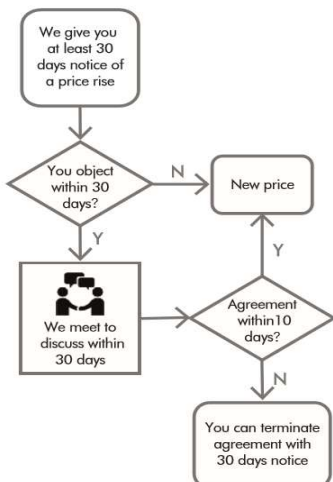 We give you
at least 30
days notice of
a price rise
You object
within 30
days?
N
New price
Y
We meet to
discuss within
30 days
Agreement
within10
days?
Y
N
You can terminate
agreement with
30 days notice